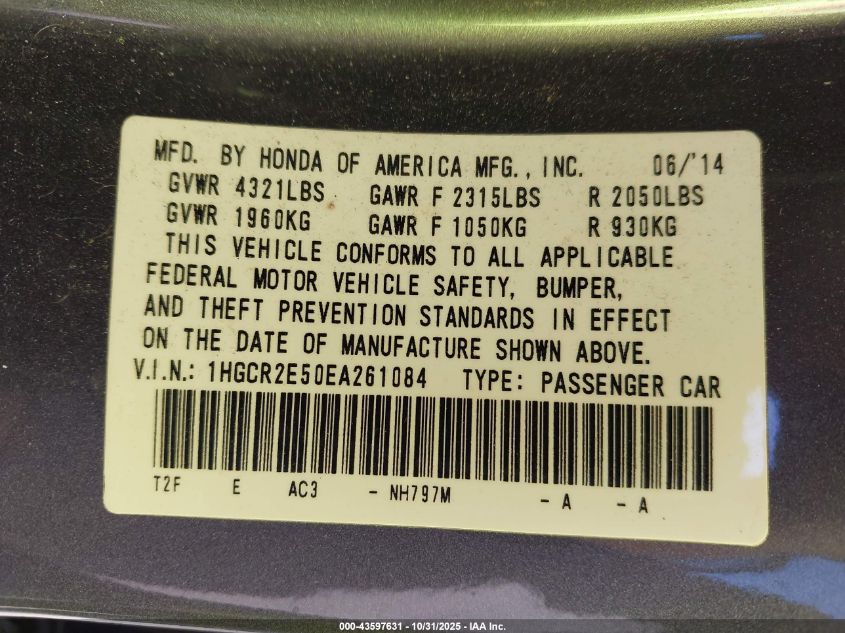 MFD. BY HONDA OF AMERICA MFG., INC. 06/'14
GVWR 4321LBS GAWR F 2315LBS R 2050LBS
GVWR 1960KG GAWR F 1050KG R 930KG
THIS VEHICLE CONFORMS TO ALL APPLICABLE
FEDERAL MOTOR VEHICLE SAFETY, BUMPER,
AND THEFT PREVENTION STANDARDS IN EFFECT
ON THE DATE OF MANUFACTURE SHOWN ABOVE.
V.I.N.: 1HGCR2E50EA261084 TYPE: PASSENGER CAR
T2F E AC3 - NH797M - A - A
000-43597631 - 10/31/2025 - IAA Inc.